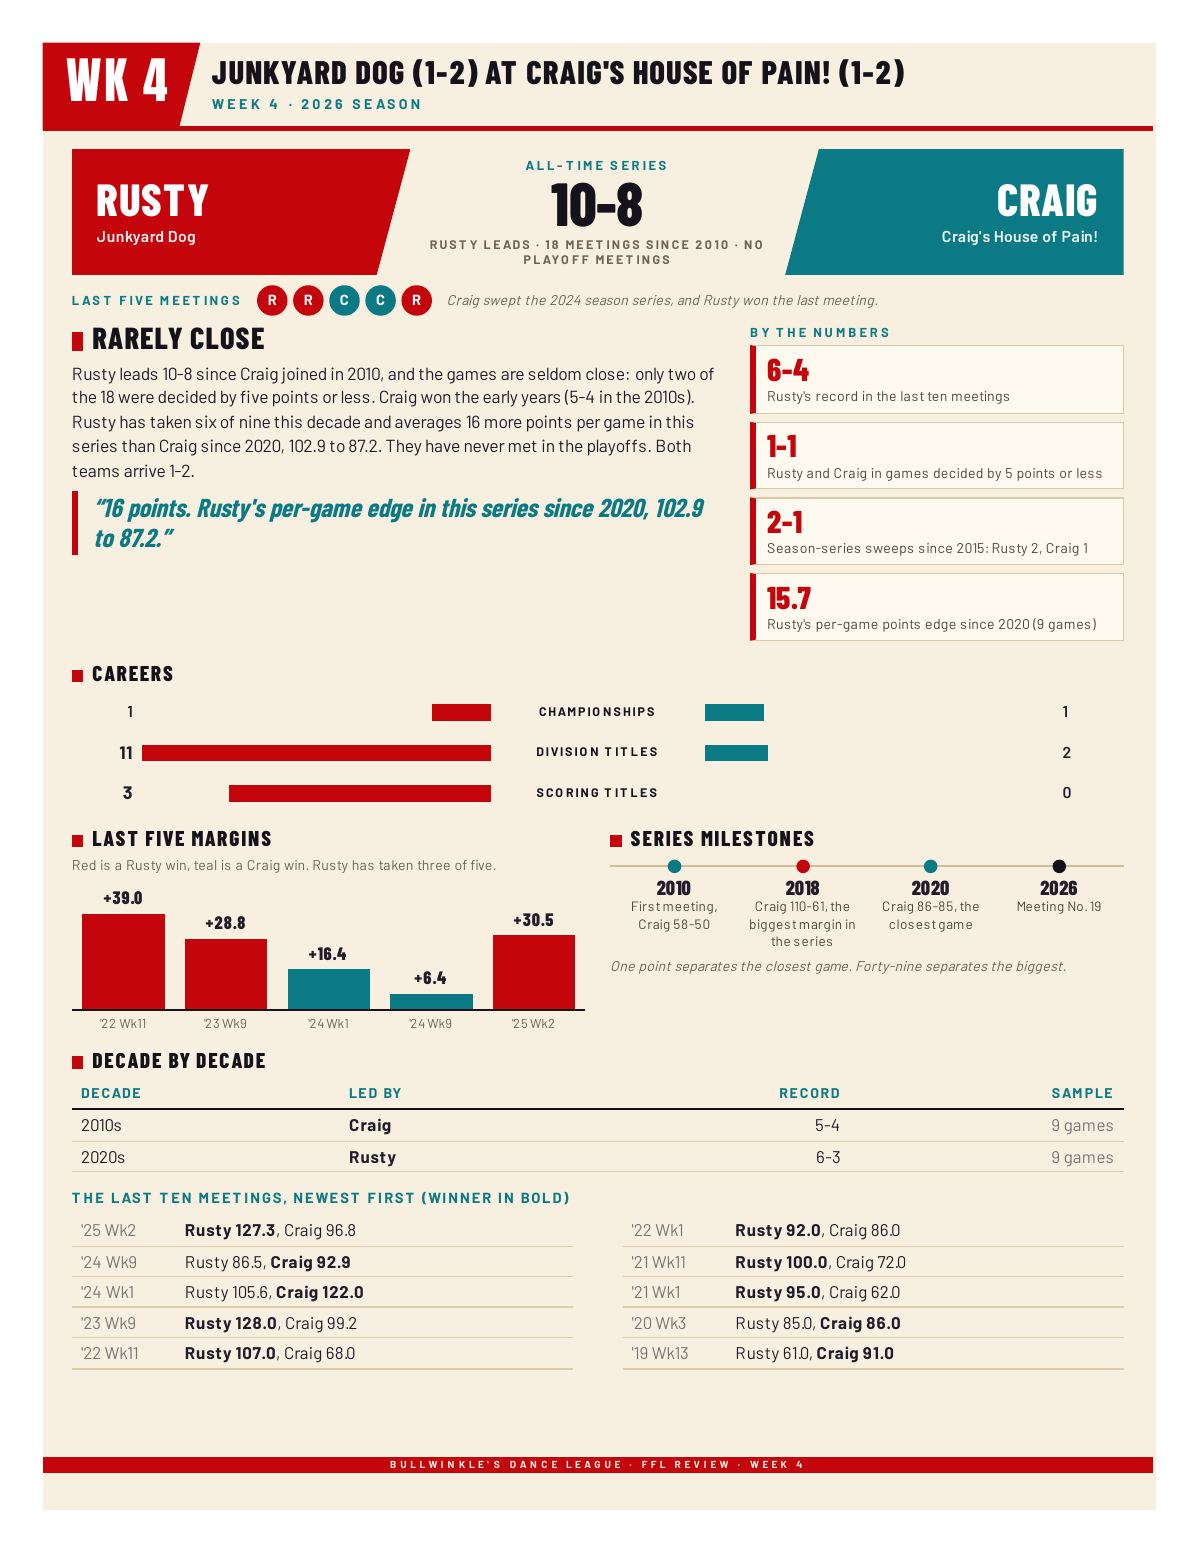 WK 4
JUNKYARD DOG (1-2) AT CRAIG'S HOUSE OF PAIN! (1-2)
WEEK 4 · 2026 SEASON
RUSTY
Junkyard Dog
ALL-TIME SERIES
10-8
RUSTY LEADS · 18 MEETINGS SINCE 2010 · NO
PLAYOFF MEETINGS
CRAIG
Craig's House of Pain!
LAST FIVE MEETINGS R R C C R Craig swept the 2024 season series, and Rusty won the last meeting.
RARELY CLOSE
Rusty leads 10-8 since Craig joined in 2010, and the games are seldom close: only two of
the 18 were decided by five points or less. Craig won the early years (5-4 in the 2010s).
Rusty has taken six of nine this decade and averages 16 more points per game in this
series than Craig since 2020, 102.9 to 87.2. They have never met in the playoffs. Both
teams arrive 1-2.
“16 points. Rusty's per-game edge in this series since 2020, 102.9
to 87.2.”
BY THE NUMBERS
6-4
Rusty's record in the last ten meetings
1-1
Rusty and Craig in games decided by 5 points or less
2-1
Season-series sweeps since 2015: Rusty 2, Craig 1
15.7
Rusty's per-game points edge since 2020 (9 games)
CAREERS
1 CHAMPIONSHIPS 1
11 DIVISION TITLES 2
3 SCORING TITLES 0
LAST FIVE MARGINS
Red is a Rusty win, teal is a Craig win. Rusty has taken three of five.
+39.0 +28.8 +16.4 +6.4 +30.5
'22 Wk11 '23 Wk9 '24 Wk1 '24 Wk9 '25 Wk2
SERIES MILESTONES
2010
First meeting,
Craig 58-50
2018
Craig 110-61, the
biggest margin in
the series
2020
Craig 86-85, the
closest game
2026
Meeting No. 19
One point separates the closest game. Forty-nine separates the biggest.
DECADE BY DECADE
DECADE LED BY RECORD SAMPLE
2010s Craig 5-4 9 games
2020s Rusty 6-3 9 games
THE LAST TEN MEETINGS, NEWEST FIRST (WINNER IN BOLD)
'25 Wk2 Rusty 127.3, Craig 96.8
'24 Wk9 Rusty 86.5, Craig 92.9
'24 Wk1 Rusty 105.6, Craig 122.0
'23 Wk9 Rusty 128.0, Craig 99.2
'22 Wk11 Rusty 107.0, Craig 68.0
'22 Wk1 Rusty 92.0, Craig 86.0
'21 Wk11 Rusty 100.0, Craig 72.0
'21 Wk1 Rusty 95.0, Craig 62.0
'20 Wk3 Rusty 85.0, Craig 86.0
'19 Wk13 Rusty 61.0, Craig 91.0
BULLWINKLE'S DANCE LEAGUE · FFL REVIEW · WEEK 4